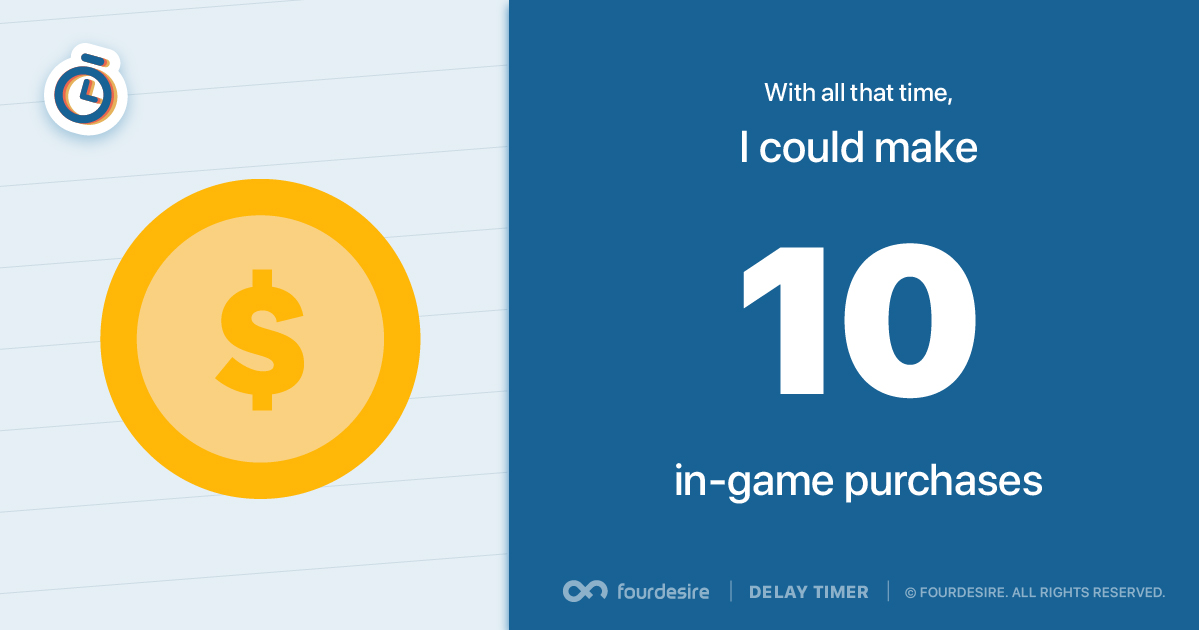 $
With all that time,
I could make
10
in-game purchases
fourdesire | DELAY TIMER | © FOURDESIRE. ALL RIGHTS RESERVED.